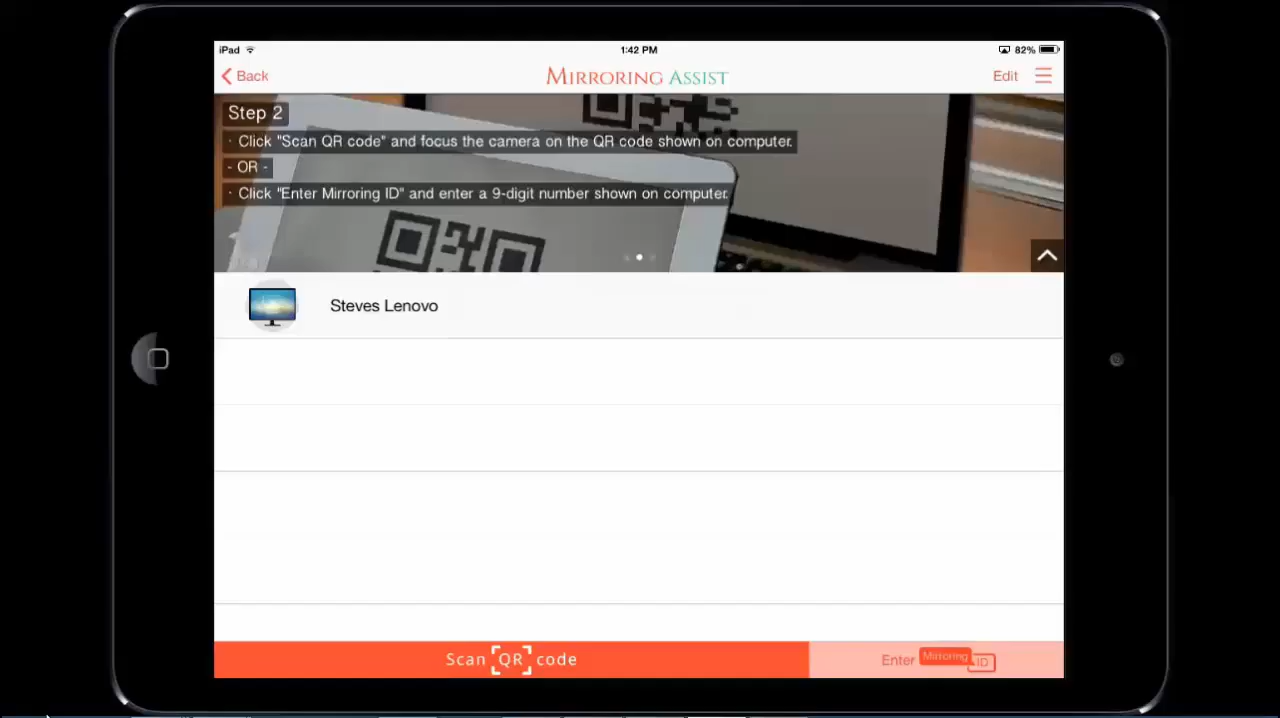 iPad
1:42 PM
82%
Back
MIRRORING ASSIST
Edit
Step 2
· Click "Scan QR code" and focus the camera on the QR code shown on computer.
- OR -
· Click "Enter Mirroring ID" and enter a 9-digit number shown on computer.
Steves Lenovo
Scan QR code
Enter Mirroring ID